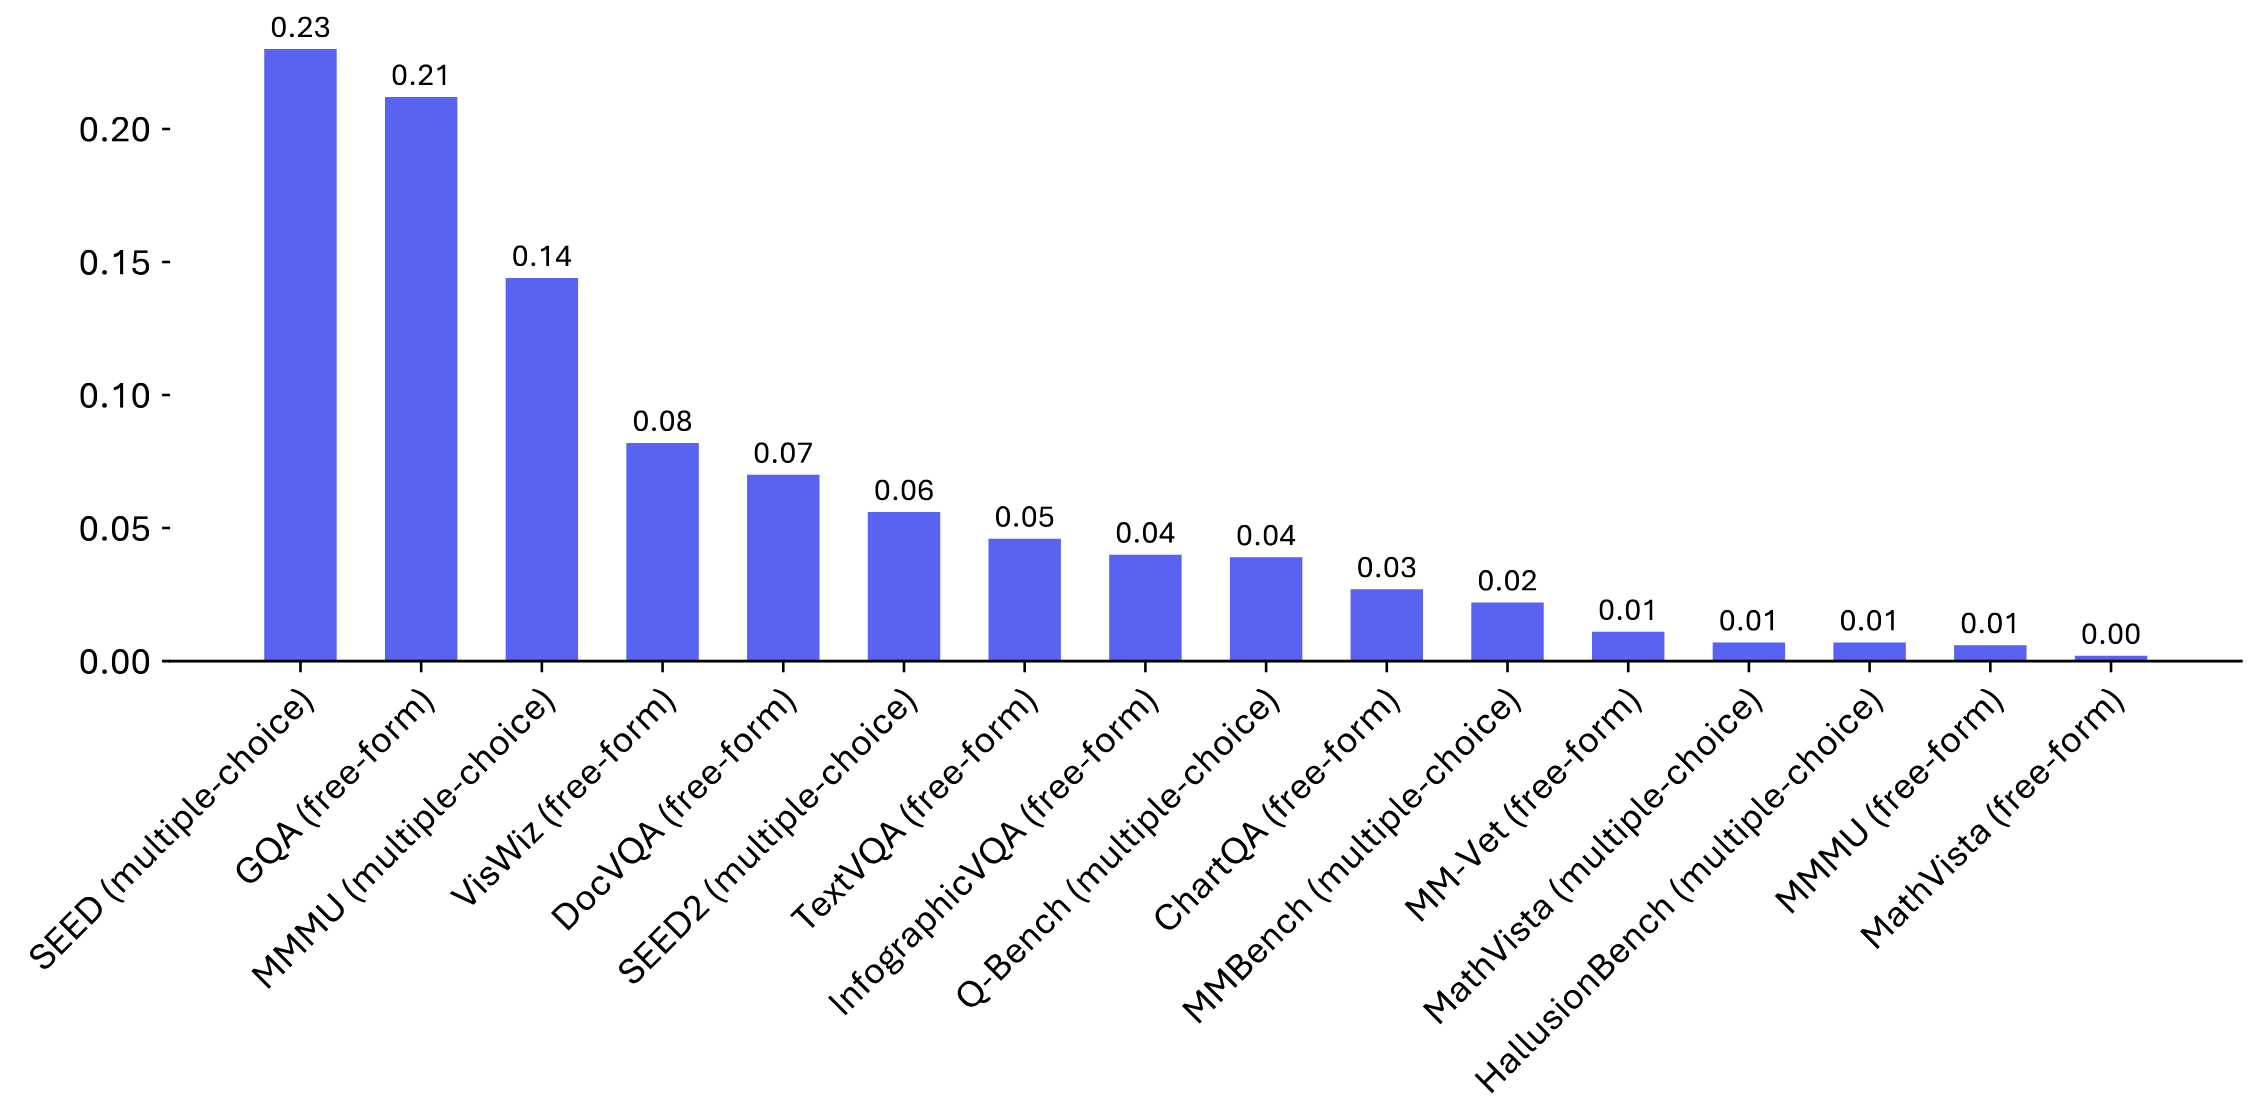 0.23
0.21
0.14
0.08
0.07
0.06
0.05
0.04
0.04
0.03
0.02
0.01
0.01
0.01
0.01
0.00
0.20
0.15
0.10
0.05
0.00
SEED (multiple-choice)
GQA (free-form)
MMMU (multiple-choice)
VisWiz (free-form)
DocVQA (free-form)
SEED2 (multiple-choice)
TextVQA (free-form)
InfographicVQA (free-form)
Q-Bench (multiple-choice)
ChartQA (free-form)
MMBench (multiple-choice)
MM-Vet (free-form)
MathVista (multiple-choice)
HallusionBench (multiple-choice)
MMMU (free-form)
MathVista (free-form)